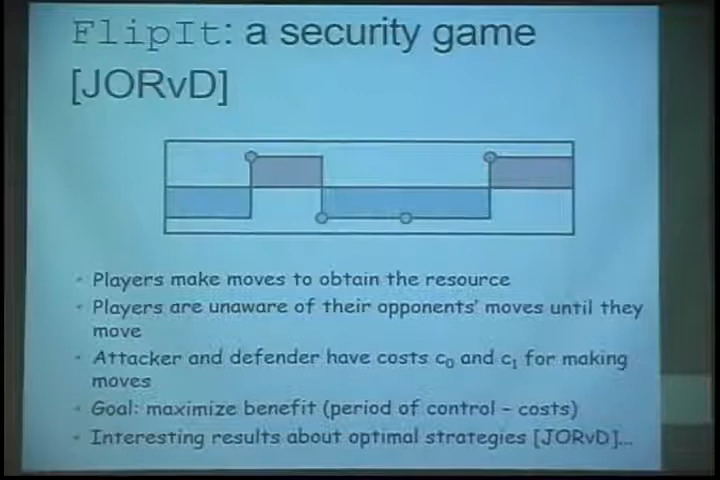 FlipIt: a security game
[JORvD]
• Players make moves to obtain the resource
• Players are unaware of their opponents' moves until they
move
• Attacker and defender have costs c₀ and c₁ for making
moves
• Goal: maximize benefit (period of control – costs)
• Interesting results about optimal strategies [JORvD]…